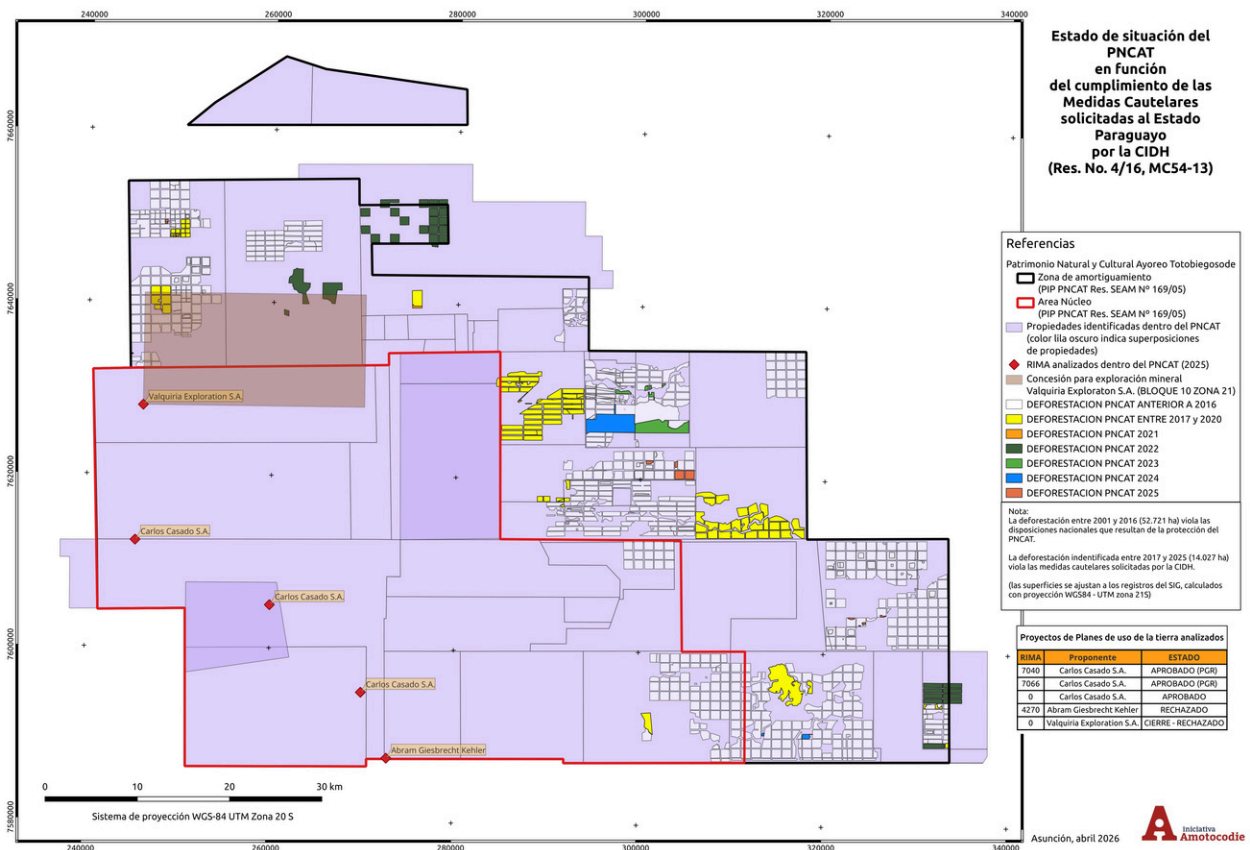 Estado de situación del
PNCAT
en función
del cumplimiento de las
Medidas Cautelares
solicitadas al Estado
Paraguayo
por la CIDH
(Res. No. 4/16, MC54-13)
240000
260000
280000
300000
320000
340000
7660000
7640000
7620000
7600000
7580000
Valquiria Exploration S.A.
Carlos Casado S.A.
Carlos Casado S.A.
Carlos Casado S.A.
Abram Giesbrecht Kehler
0 10 20 30 km
Sistema de proyección WGS-84 UTM Zona 20 S
240000
260000
280000
300000
320000
340000
Referencias
Patrimonio Natural y Cultural Ayoreo Totobiegosode
Zona de amortiguamiento
(PIP PNCAT Res. SEAM Nº 169/05)
Area Núcleo
(PIP PNCAT Res. SEAM Nº 169/05)
Propiedades identificadas dentro del PNCAT
(color lila oscuro indica superposiciones
de propiedades)
RIMA analizados dentro del PNCAT (2025)
Concesión para exploración mineral
Valquiria Exploraton S.A. (BLOQUE 10 ZONA 21)
DEFORESTACION PNCAT ANTERIOR A 2016
DEFORESTACION PNCAT ENTRE 2017 y 2020
DEFORESTACION PNCAT 2021
DEFORESTACION PNCAT 2022
DEFORESTACION PNCAT 2023
DEFORESTACION PNCAT 2024
DEFORESTACION PNCAT 2025
Nota:
La deforestación entre 2001 y 2016 (52.721 ha) viola las
disposiciones nacionales que resultan de la protección del
PNCAT.
La deforestación indentificada entre 2017 y 2025 (14.027 ha)
viola las medidas cautelares solicitadas por la CIDH.
(las superficies se ajustan a los registros del SIG, calculados
con proyección WGS84 - UTM zona 21S)
Proyectos de Planes de uso de la tierra analizados
RIMA Proponente ESTADO
7040 Carlos Casado S.A. APROBADO (PGR)
7066 Carlos Casado S.A. APROBADO (PGR)
0 Carlos Casado S.A. APROBADO
4270 Abram Giesbrecht Kehler RECHAZADO
0 Valquiria Exploration S.A. CIERRE - RECHAZADO
Asunción, abril 2026
Iniciativa
Amotocodie